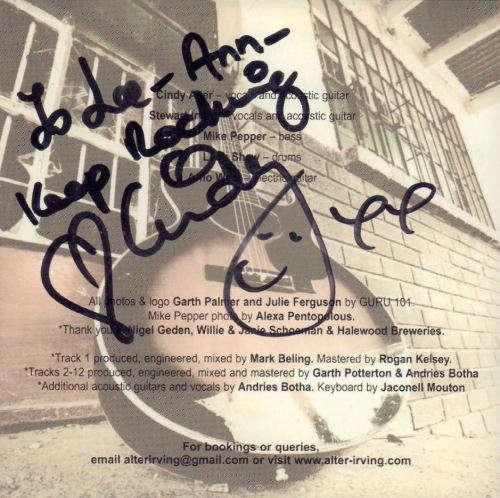 To Lee-Ann-
Keep Rocking
Cindy
Cindy Alter – vocals and acoustic guitar
Stewart – vocals and acoustic guitar
Mike Pepper – bass
Shaw – drums
– electric guitar
All photos & logo Garth Palmer and Julie Ferguson by GURU 101.
Mike Pepper photo by Alexa Pentopolous.
*Thank you Nigel Geden, Willie & Janie Schoeman & Halewood Breweries.
*Track 1 produced, engineered, mixed by Mark Beling. Mastered by Rogan Kelsey.
*Tracks 2-12 produced, engineered, mixed and mastered by Garth Potterton & Andries Botha
*Additional acoustic guitars and vocals by Andries Botha. Keyboard by Jaconell Mouton
For bookings or queries,
email alterirving@gmail.com or visit www.alter-irving.com